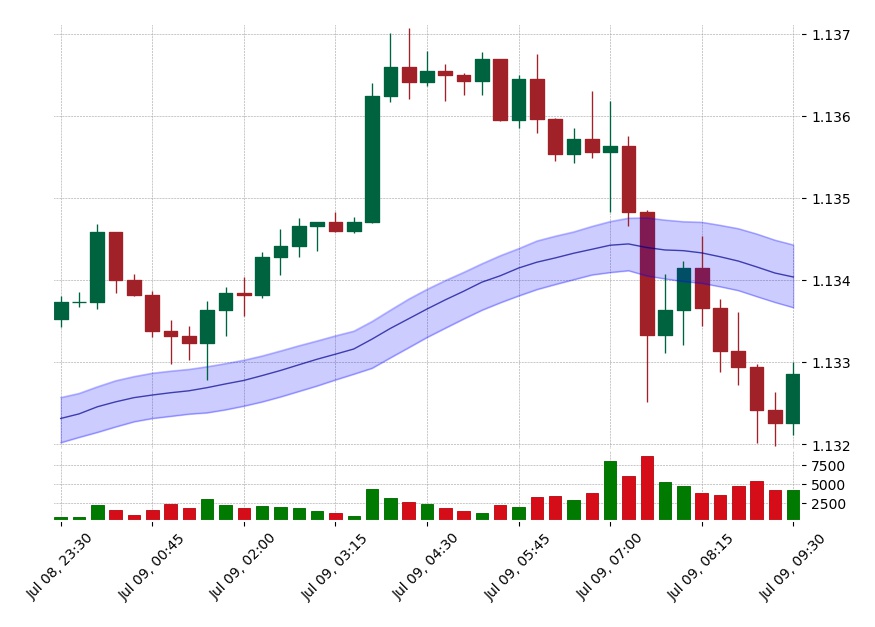 1.137
1.136
1.135
1.134
1.133
1.132
7500
5000
2500
Jul 08, 23:30
Jul 09, 00:45
Jul 09, 02:00
Jul 09, 03:15
Jul 09, 04:30
Jul 09, 05:45
Jul 09, 07:00
Jul 09, 08:15
Jul 09, 09:30